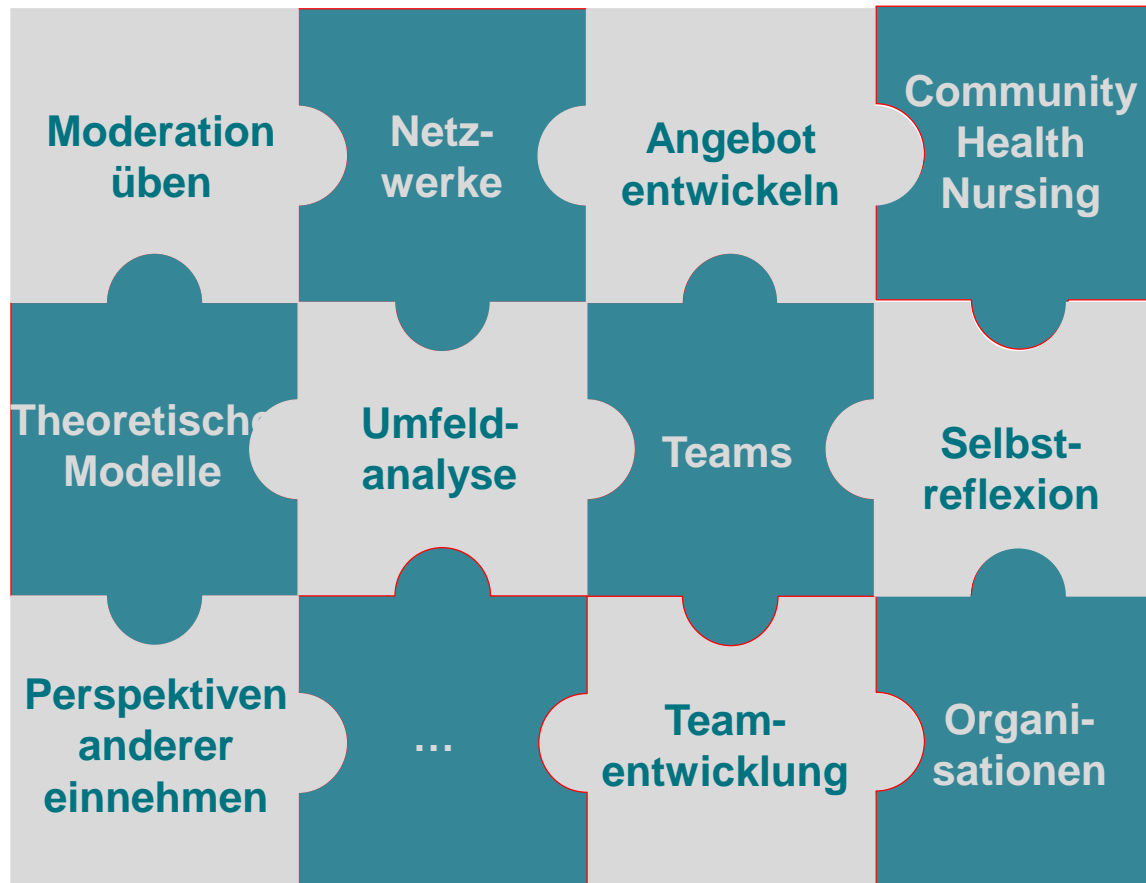 Moderation
üben
Netz-
werke
Angebot
entwickeln
Community
Health
Nursing
Theoretische
Modelle
Umfeld-
analyse
Teams
Selbst-
reflexion
Perspektiven
anderer
einnehmen
...
Team-
entwicklung
Organi-
sationen